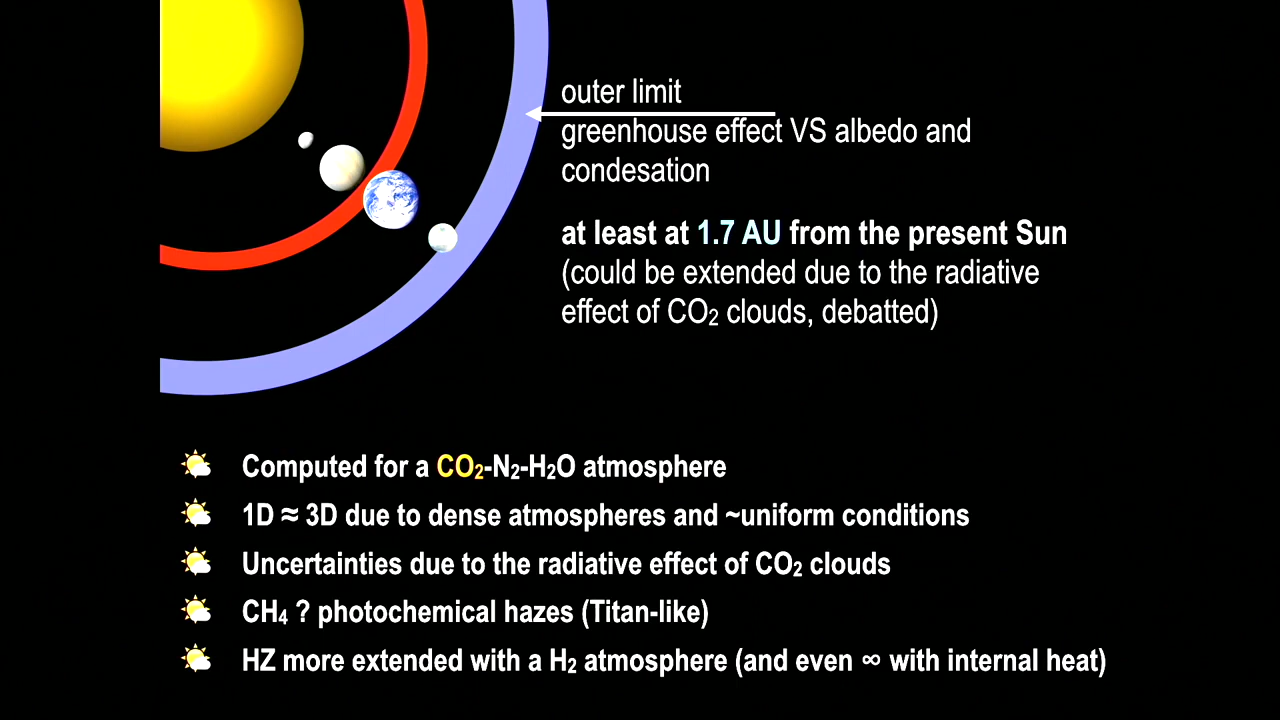 outer limit
greenhouse effect VS albedo and
condesation
at least at 1.7 AU from the present Sun
(could be extended due to the radiative
effect of CO₂ clouds, debatted)
Computed for a CO₂-N₂-H₂O atmosphere
1D ≈ 3D due to dense atmospheres and ~uniform conditions
Uncertainties due to the radiative effect of CO₂ clouds
CH₄ ? photochemical hazes (Titan-like)
HZ more extended with a H₂ atmosphere (and even ∞ with internal heat)